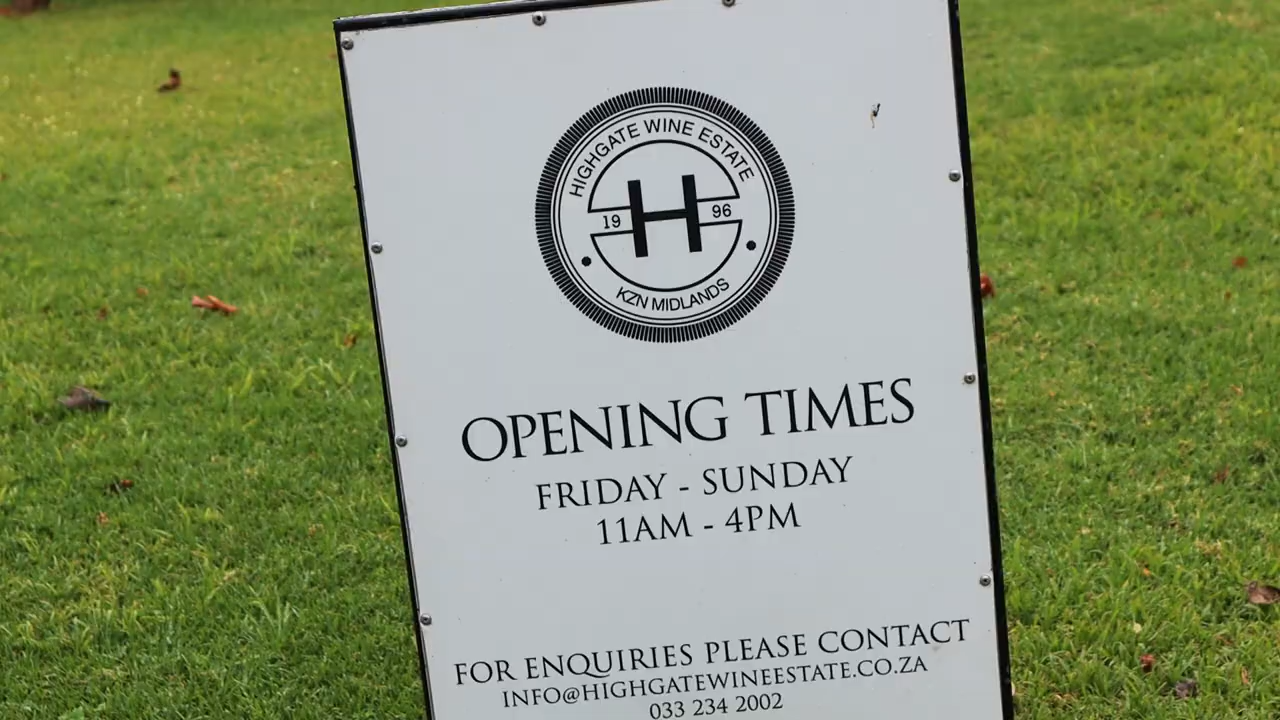 HIGHGATE WINE ESTATE
19 H 96
KZN MIDLANDS
OPENING TIMES
FRIDAY - SUNDAY
11AM - 4PM
FOR ENQUIRIES PLEASE CONTACT
INFO@HIGHGATEWINEESTATE.CO.ZA
033 234 2002